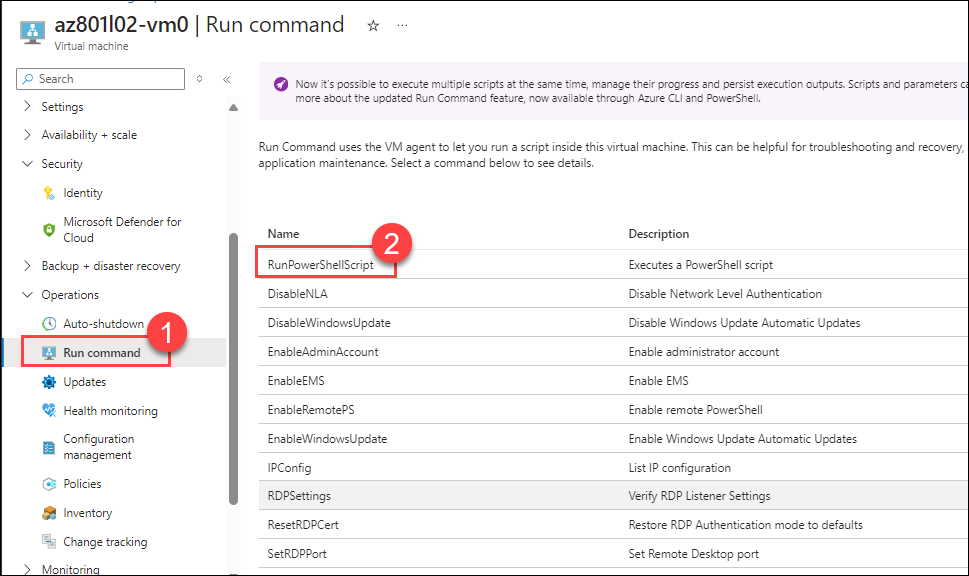 az801l02-vm0 | Run command
Virtual machine
Search
Settings
Availability + scale
Security
Identity
Microsoft Defender for
Cloud
Backup + disaster recovery
Operations
Auto-shutdown
1
Run command
Updates
Health monitoring
Configuration
management
Policies
Inventory
Change tracking
Monitoring
Now it's possible to execute multiple scripts at the same time, manage their progress and persist execution outputs. Scripts and parameters ca
more about the updated Run Command feature, now available through Azure CLI and PowerShell.
Run Command uses the VM agent to let you run a script inside this virtual machine. This can be helpful for troubleshooting and recovery,
application maintenance. Select a command below to see details.
Name Description
2
RunPowerShellScript Executes a PowerShell script
DisableNLA Disable Network Level Authentication
DisableWindowsUpdate Disable Windows Update Automatic Updates
EnableAdminAccount Enable administrator account
EnableEMS Enable EMS
EnableRemotePS Enable remote PowerShell
EnableWindowsUpdate Enable Windows Update Automatic Updates
IPConfig List IP configuration
RDPSettings Verify RDP Listener Settings
ResetRDPCert Restore RDP Authentication mode to defaults
SetRDPPort Set Remote Desktop port